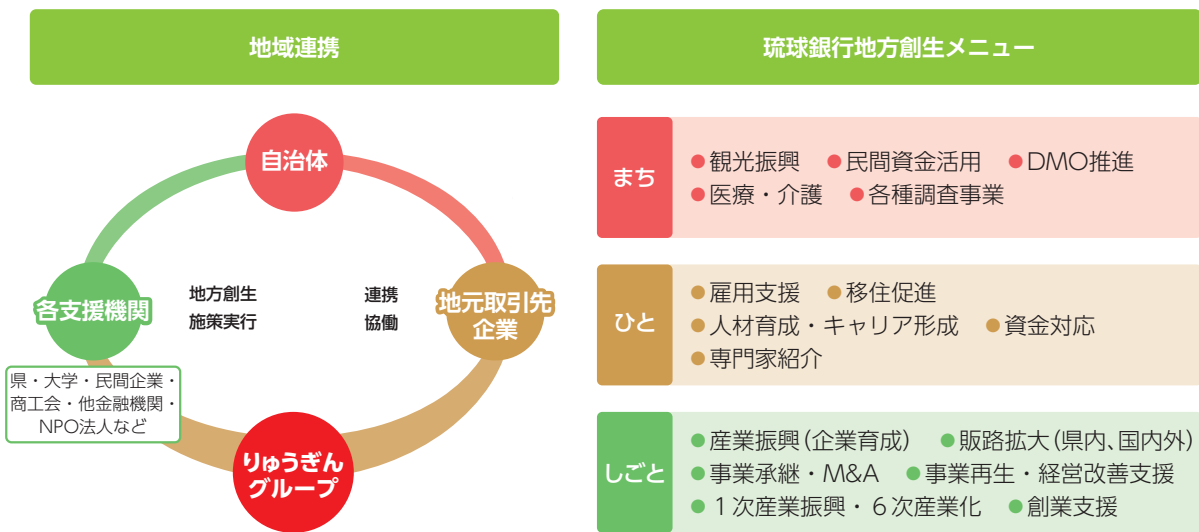 地域連携
自治体
各支援機関
地方創生
施策実行
連携
協働
地元取引先
企業
県・大学・民間企業・
商工会・他金融機関・
NPO法人など
りゅうぎん
グループ
琉球銀行地方創生メニュー
まち
●観光振興 ●民間資金活用 ●DMO推進
●医療・介護 ●各種調査事業
ひと
●雇用支援 ●移住促進
●人材育成・キャリア形成 ●資金対応
●専門家紹介
しごと
●産業振興(企業育成) ●販路拡大(県内、国内外)
●事業承継・M&A ●事業再生・経営改善支援
●1次産業振興・6次産業化 ●創業支援